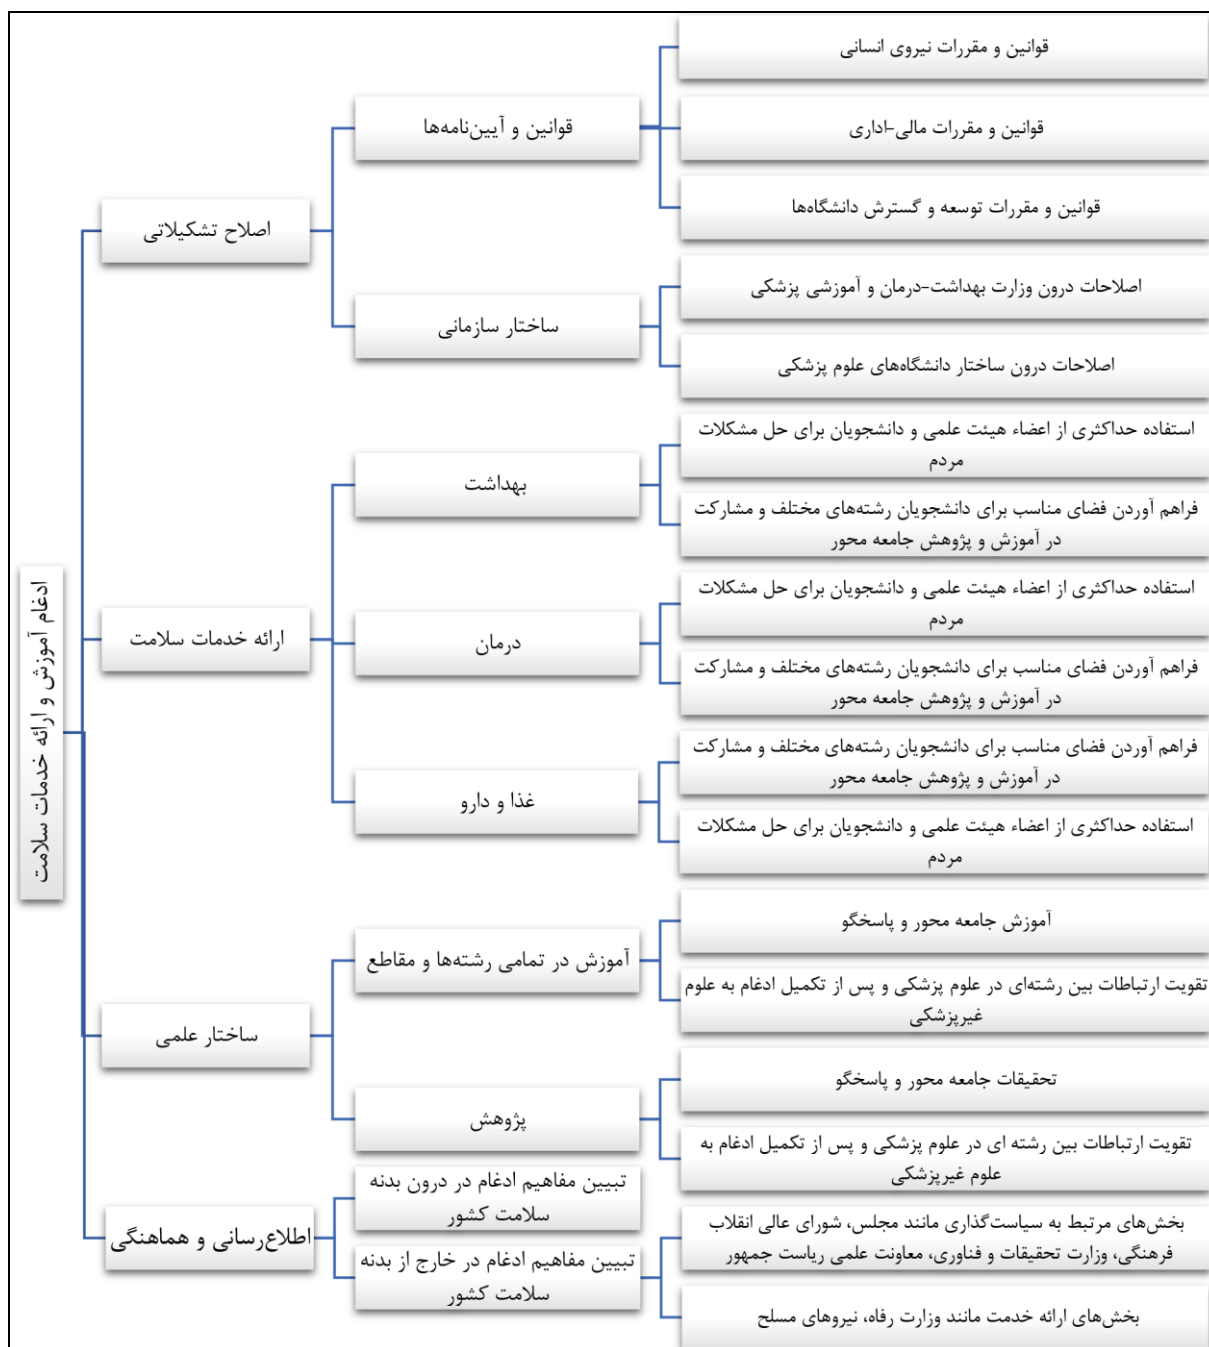 ادغام آموزش و ارائه خدمات سلامت
اصلاح تشکیلاتی
قوانین و آیین‌نامه‌ها
قوانین و مقررات نیروی انسانی
قوانین و مقررات مالی-اداری
قوانین و مقررات توسعه و گسترش دانشگاه‌ها
ساختار سازمانی
اصلاحات درون وزارت بهداشت-درمان و آموزشی پزشکی
اصلاحات درون ساختار دانشگاه‌های علوم پزشکی
ارائه خدمات سلامت
بهداشت
استفاده حداکثری از اعضاء هیئت علمی و دانشجویان برای حل مشکلات
مردم
فراهم آوردن فضای مناسب برای دانشجویان رشته‌های مختلف و مشارکت
در آموزش و پژوهش جامعه محور
درمان
استفاده حداکثری از اعضاء هیئت علمی و دانشجویان برای حل مشکلات
مردم
فراهم آوردن فضای مناسب برای دانشجویان رشته‌های مختلف و مشارکت
در آموزش و پژوهش جامعه محور
غذا و دارو
فراهم آوردن فضای مناسب برای دانشجویان رشته‌های مختلف و مشارکت
در آموزش و پژوهش جامعه محور
استفاده حداکثری از اعضاء هیئت علمی و دانشجویان برای حل مشکلات
مردم
ساختار علمی
آموزش در تمامی رشته‌ها و مقاطع
آموزش جامعه محور و پاسخگو
تقویت ارتباطات بین رشته‌ای در علوم پزشکی و پس از تکمیل ادغام به علوم
غیرپزشکی
پژوهش
تحقیقات جامعه محور و پاسخگو
تقویت ارتباطات بین رشته ای در علوم پزشکی و پس از تکمیل ادغام به
علوم غیرپزشکی
اطلاع‌رسانی و هماهنگی
تبیین مفاهیم ادغام در درون بدنه
سلامت کشور
تبیین مفاهیم ادغام در خارج از بدنه
سلامت کشور
بخش‌های مرتبط به سیاست‌گذاری مانند مجلس، شورای عالی انقلاب
فرهنگی، وزارت تحقیقات و فناوری، معاونت علمی ریاست جمهور
بخش‌های ارائه خدمت مانند وزارت رفاه، نیروهای مسلح